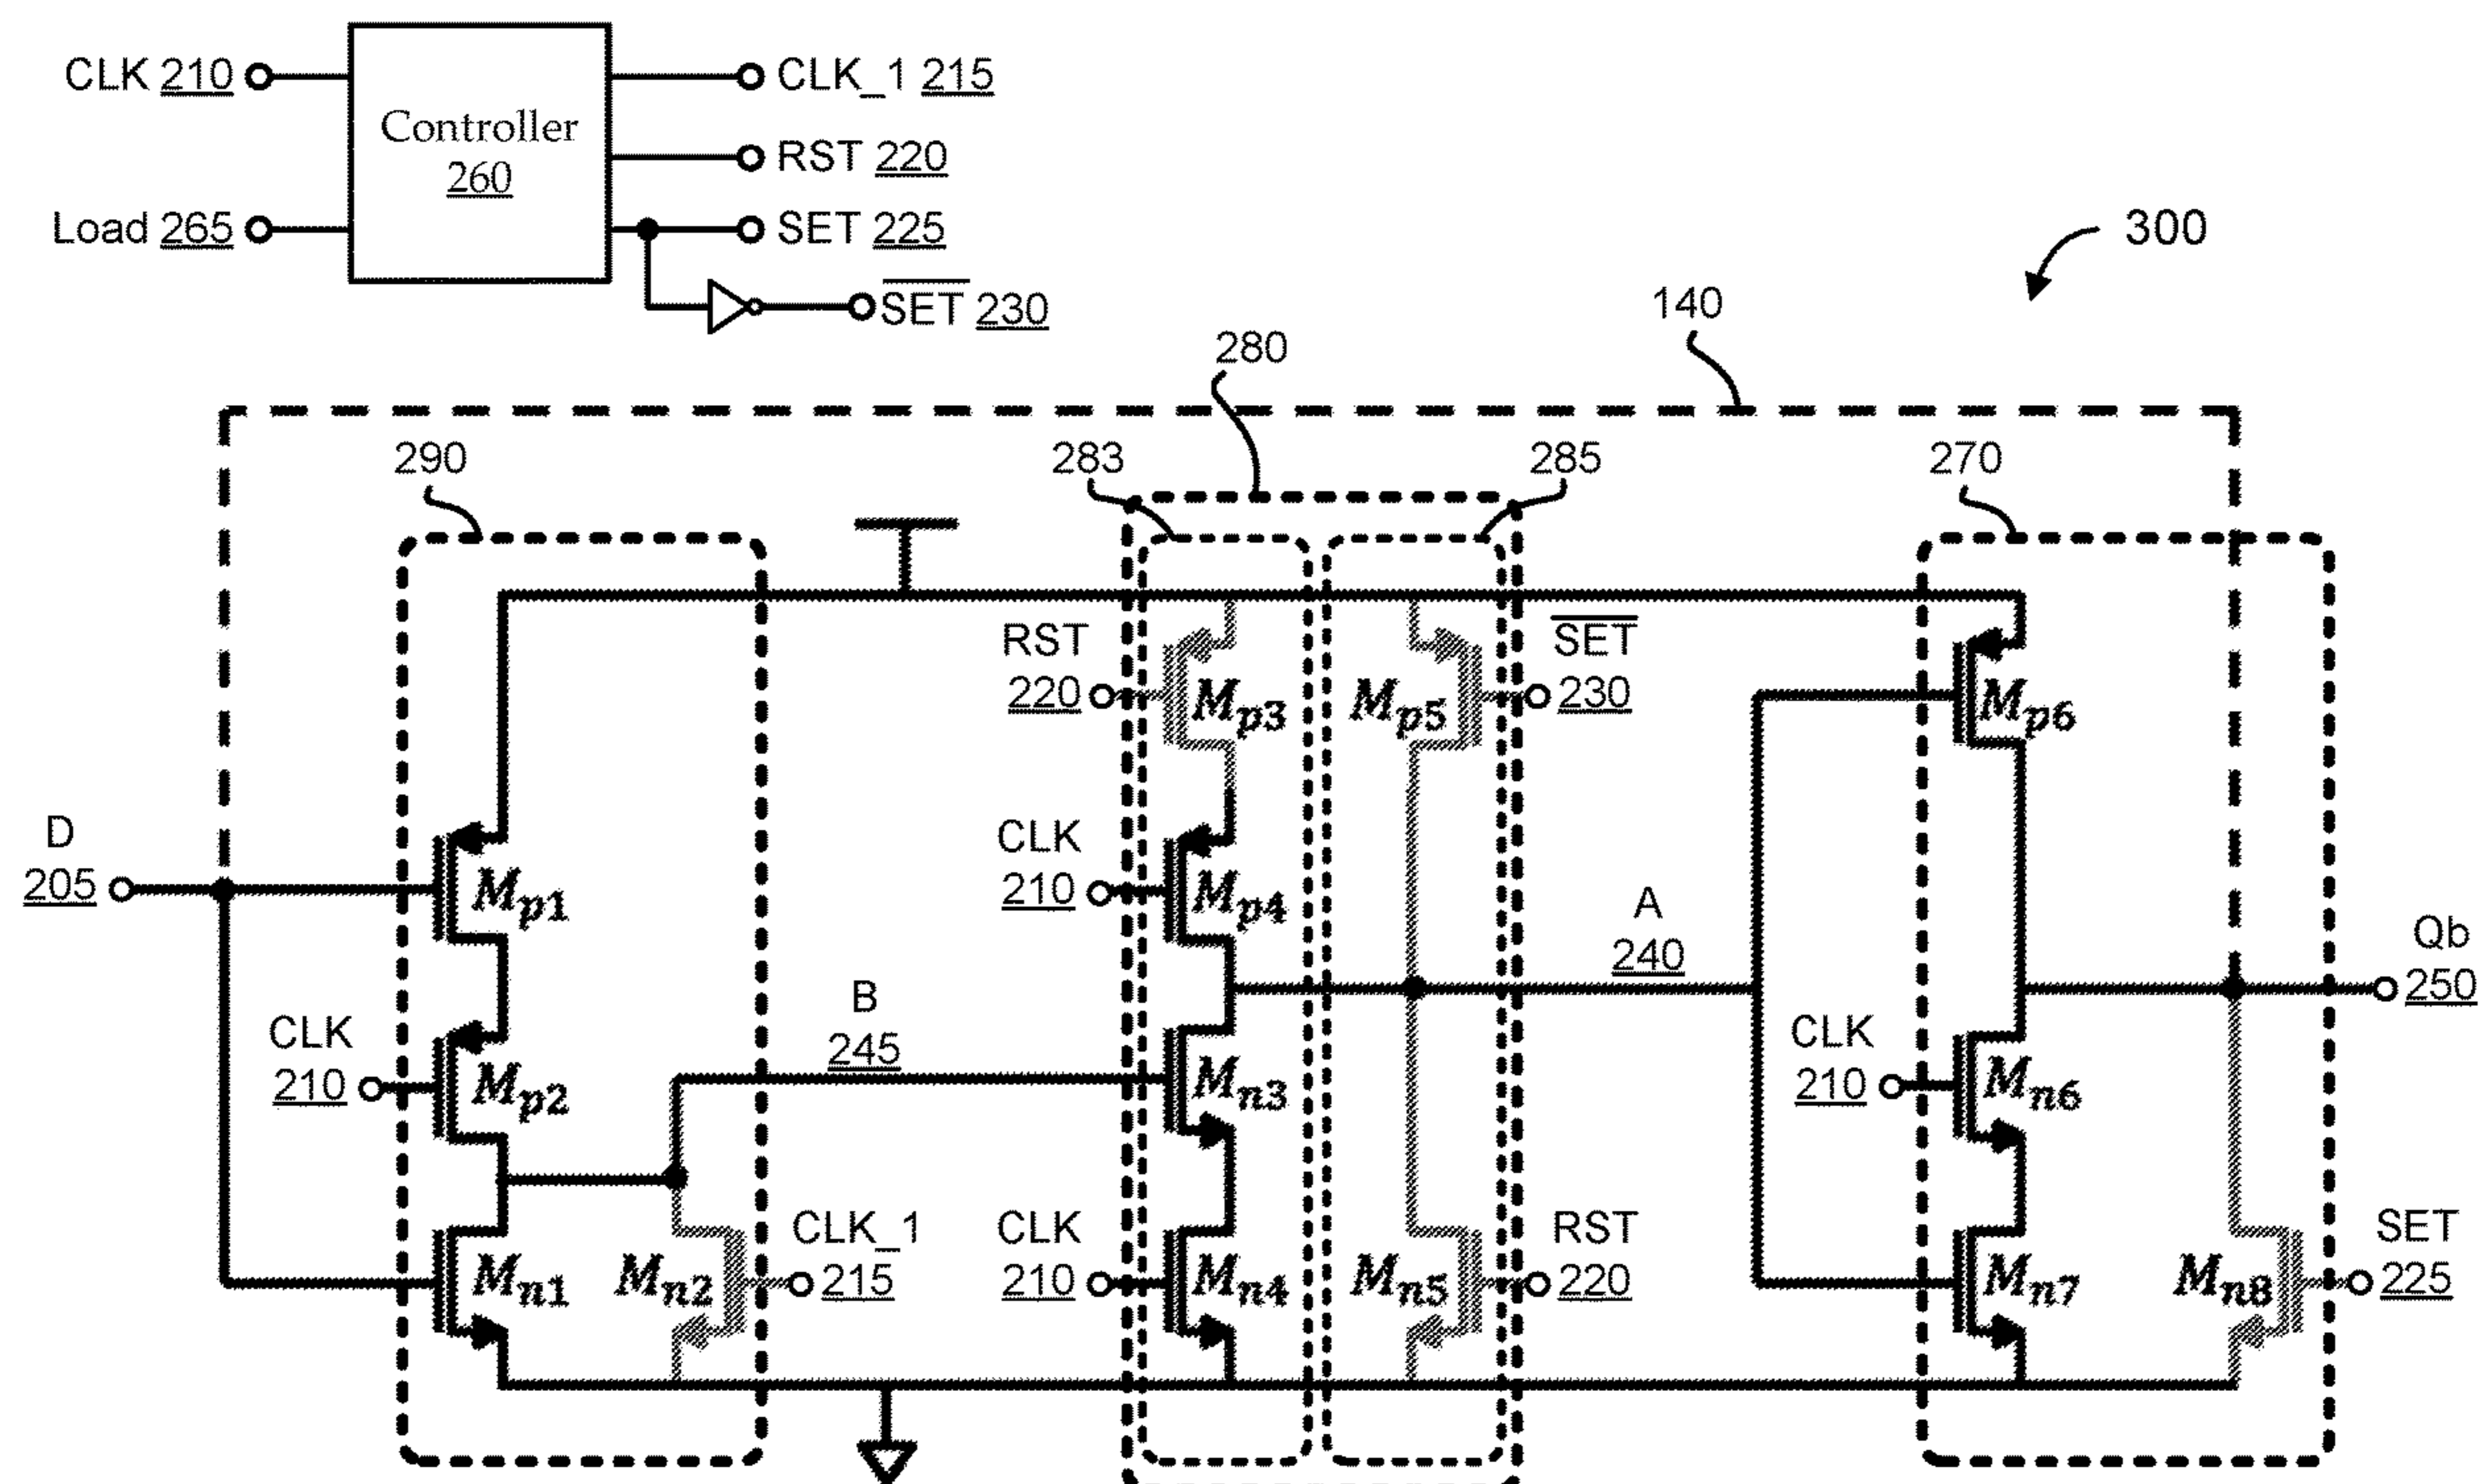 CLK 210
Controller
260
CLK_1 215
RST 220
Load 265
SET 225
S̅E̅T̅ 230
300
140
280
290
283
285
270
RST
220
Mp3
Mp5
S̅E̅T̅
230
Mp6
D
205
Mp1
CLK
210
Mp4
A
240
Qb
250
CLK
210
Mp2
B
245
Mn3
CLK
210
Mn6
Mn1
Mn2
CLK_1
215
CLK
210
Mn4
Mn5
RST
220
Mn7
Mn8
SET
225